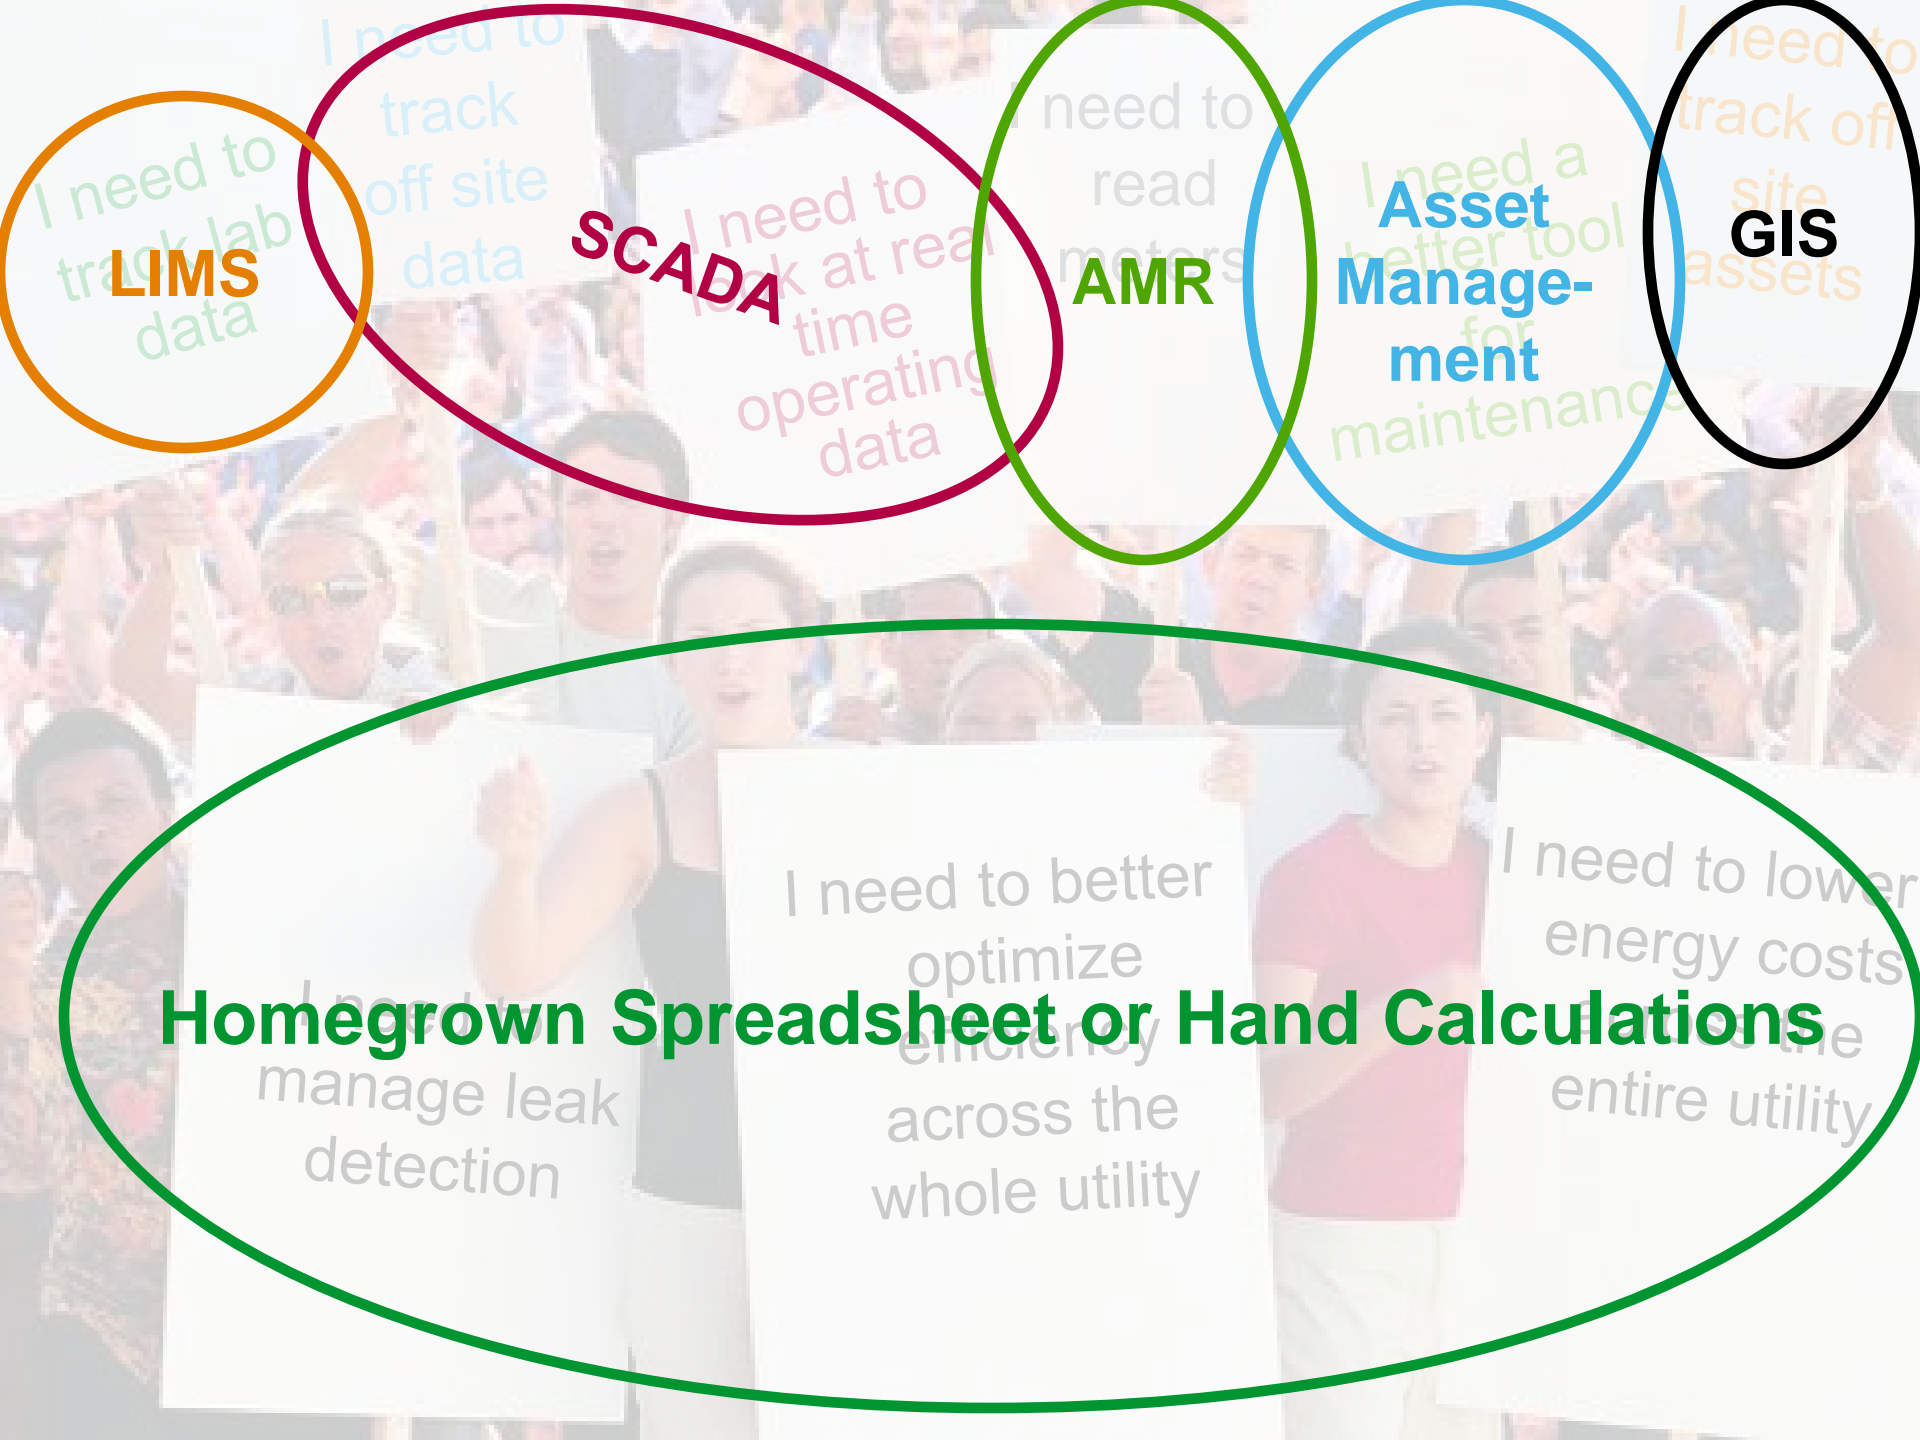 I need to
track lab
data
LIMS
I need to
track
off site
data
SCADA
I need to
look at real
time
operating
data
I need to
read
meters
AMR
I need a
better tool
for
maintenance
Asset
Manage-
ment
I need to
track off
site
assets
GIS
Homegrown Spreadsheet or Hand Calculations
I need to
manage leak
detection
I need to better
optimize
efficiency
across the
whole utility
I need to lower
energy costs
across the
entire utility